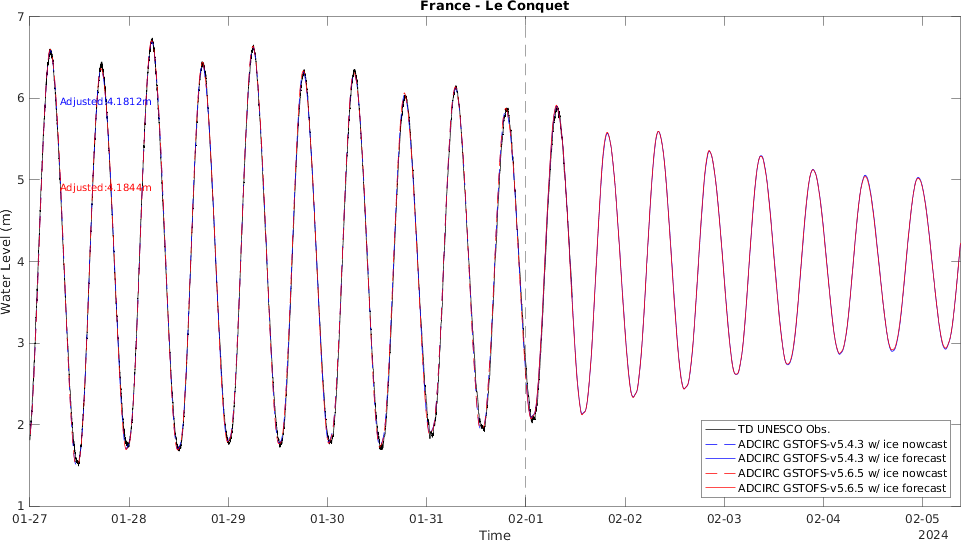 France - Le Conquet
7
6
5
4
3
2
1
Water Level (m)
Adjusted:4.1812m
Adjusted:4.1844m
TD UNESCO Obs.
ADCIRC GSTOFS-v5.4.3 w/ ice nowcast
ADCIRC GSTOFS-v5.4.3 w/ ice forecast
ADCIRC GSTOFS-v5.6.5 w/ ice nowcast
ADCIRC GSTOFS-v5.6.5 w/ ice forecast
01-27 01-28 01-29 01-30 01-31 02-01 02-02 02-03 02-04 02-05
Time
2024